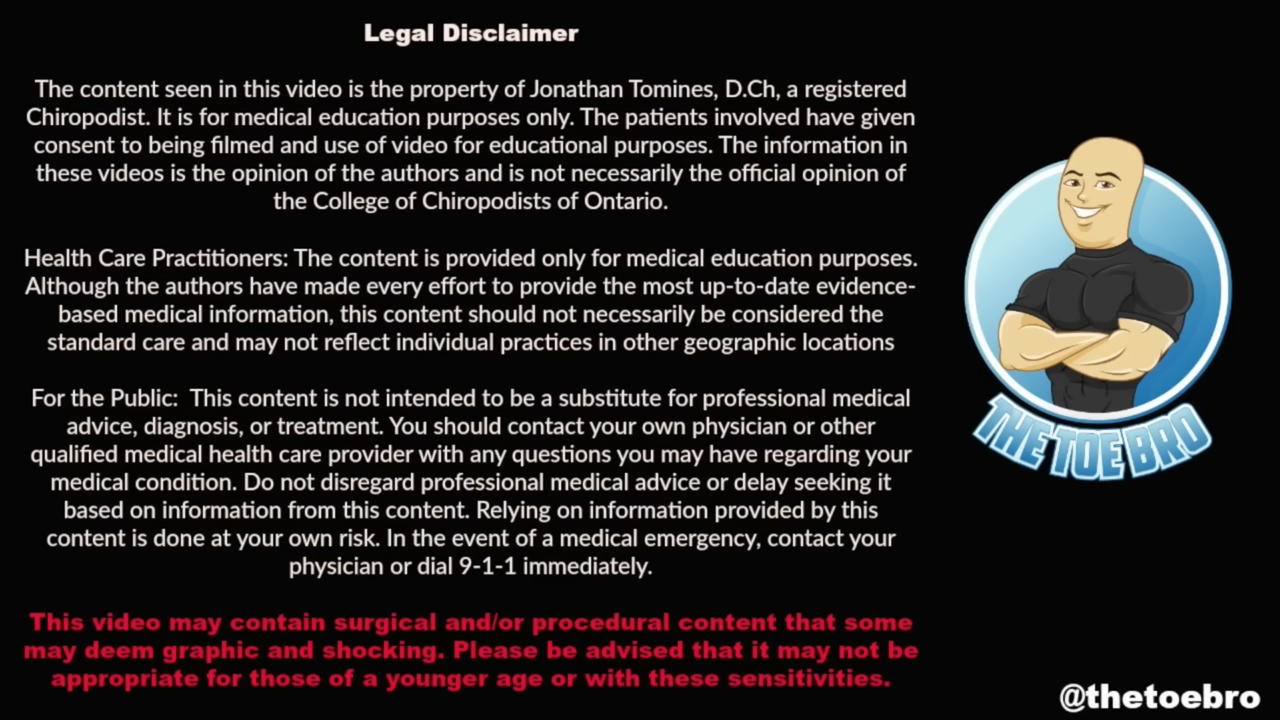 Legal Disclaimer
The content seen in this video is the property of Jonathan Tomines, D.Ch, a registered
Chiropodist. It is for medical education purposes only. The patients involved have given
consent to being filmed and use of video for educational purposes. The information in
these videos is the opinion of the authors and is not necessarily the official opinion of
the College of Chiropodists of Ontario.
Health Care Practitioners: The content is provided only for medical education purposes.
Although the authors have made every effort to provide the most up-to-date evidence-
based medical information, this content should not necessarily be considered the
standard care and may not reflect individual practices in other geographic locations
For the Public:  This content is not intended to be a substitute for professional medical
advice, diagnosis, or treatment. You should contact your own physician or other
qualified medical health care provider with any questions you may have regarding your
medical condition. Do not disregard professional medical advice or delay seeking it
based on information from this content. Relying on information provided by this
content is done at your own risk. In the event of a medical emergency, contact your
physician or dial 9-1-1 immediately.
This video may contain surgical and/or procedural content that some
may deem graphic and shocking. Please be advised that it may not be
appropriate for those of a younger age or with these sensitivities.
THE TOE BRO
@thetoebro